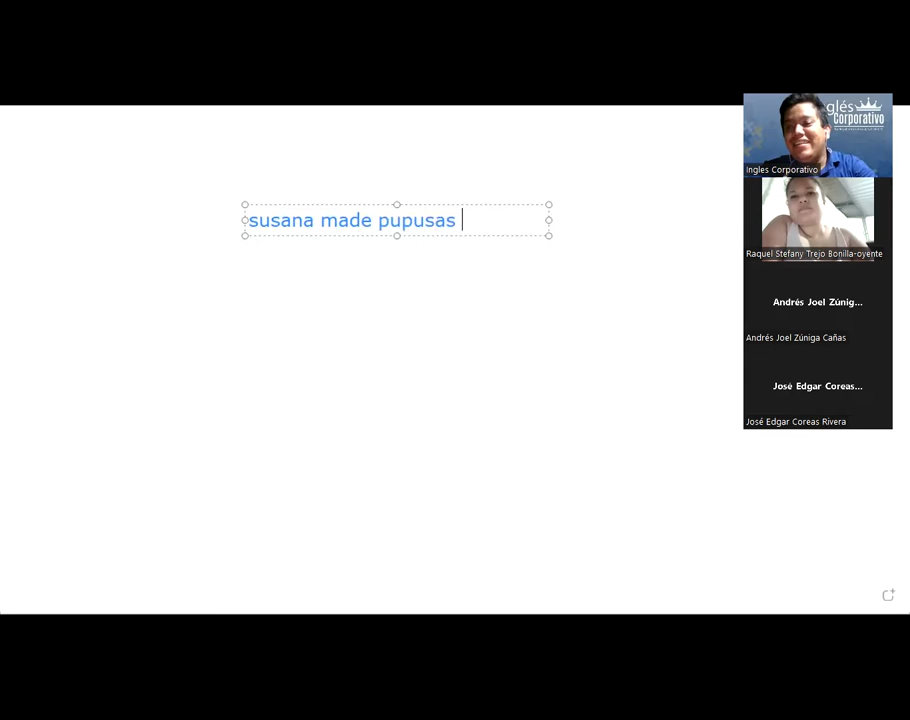 susana made pupusas
glés
Corporativo
Ingles Corporativo
Raquel Stefany Trejo Bonilla-oyente
Andrés Joel Zúnig...
Andrés Joel Zúniga Cañas
José Edgar Coreas...
José Edgar Coreas Rivera